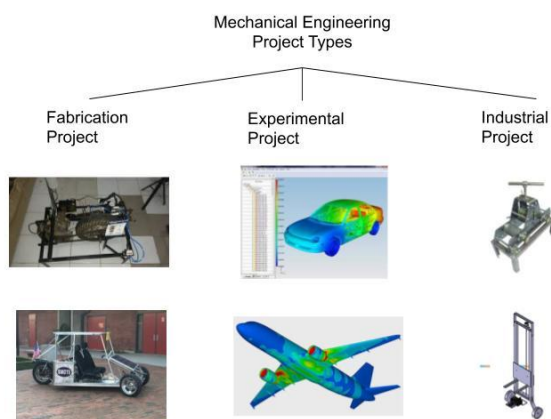 Mechanical Engineering
Project Types
Fabrication
Project
Experimental
Project
Industrial
Project